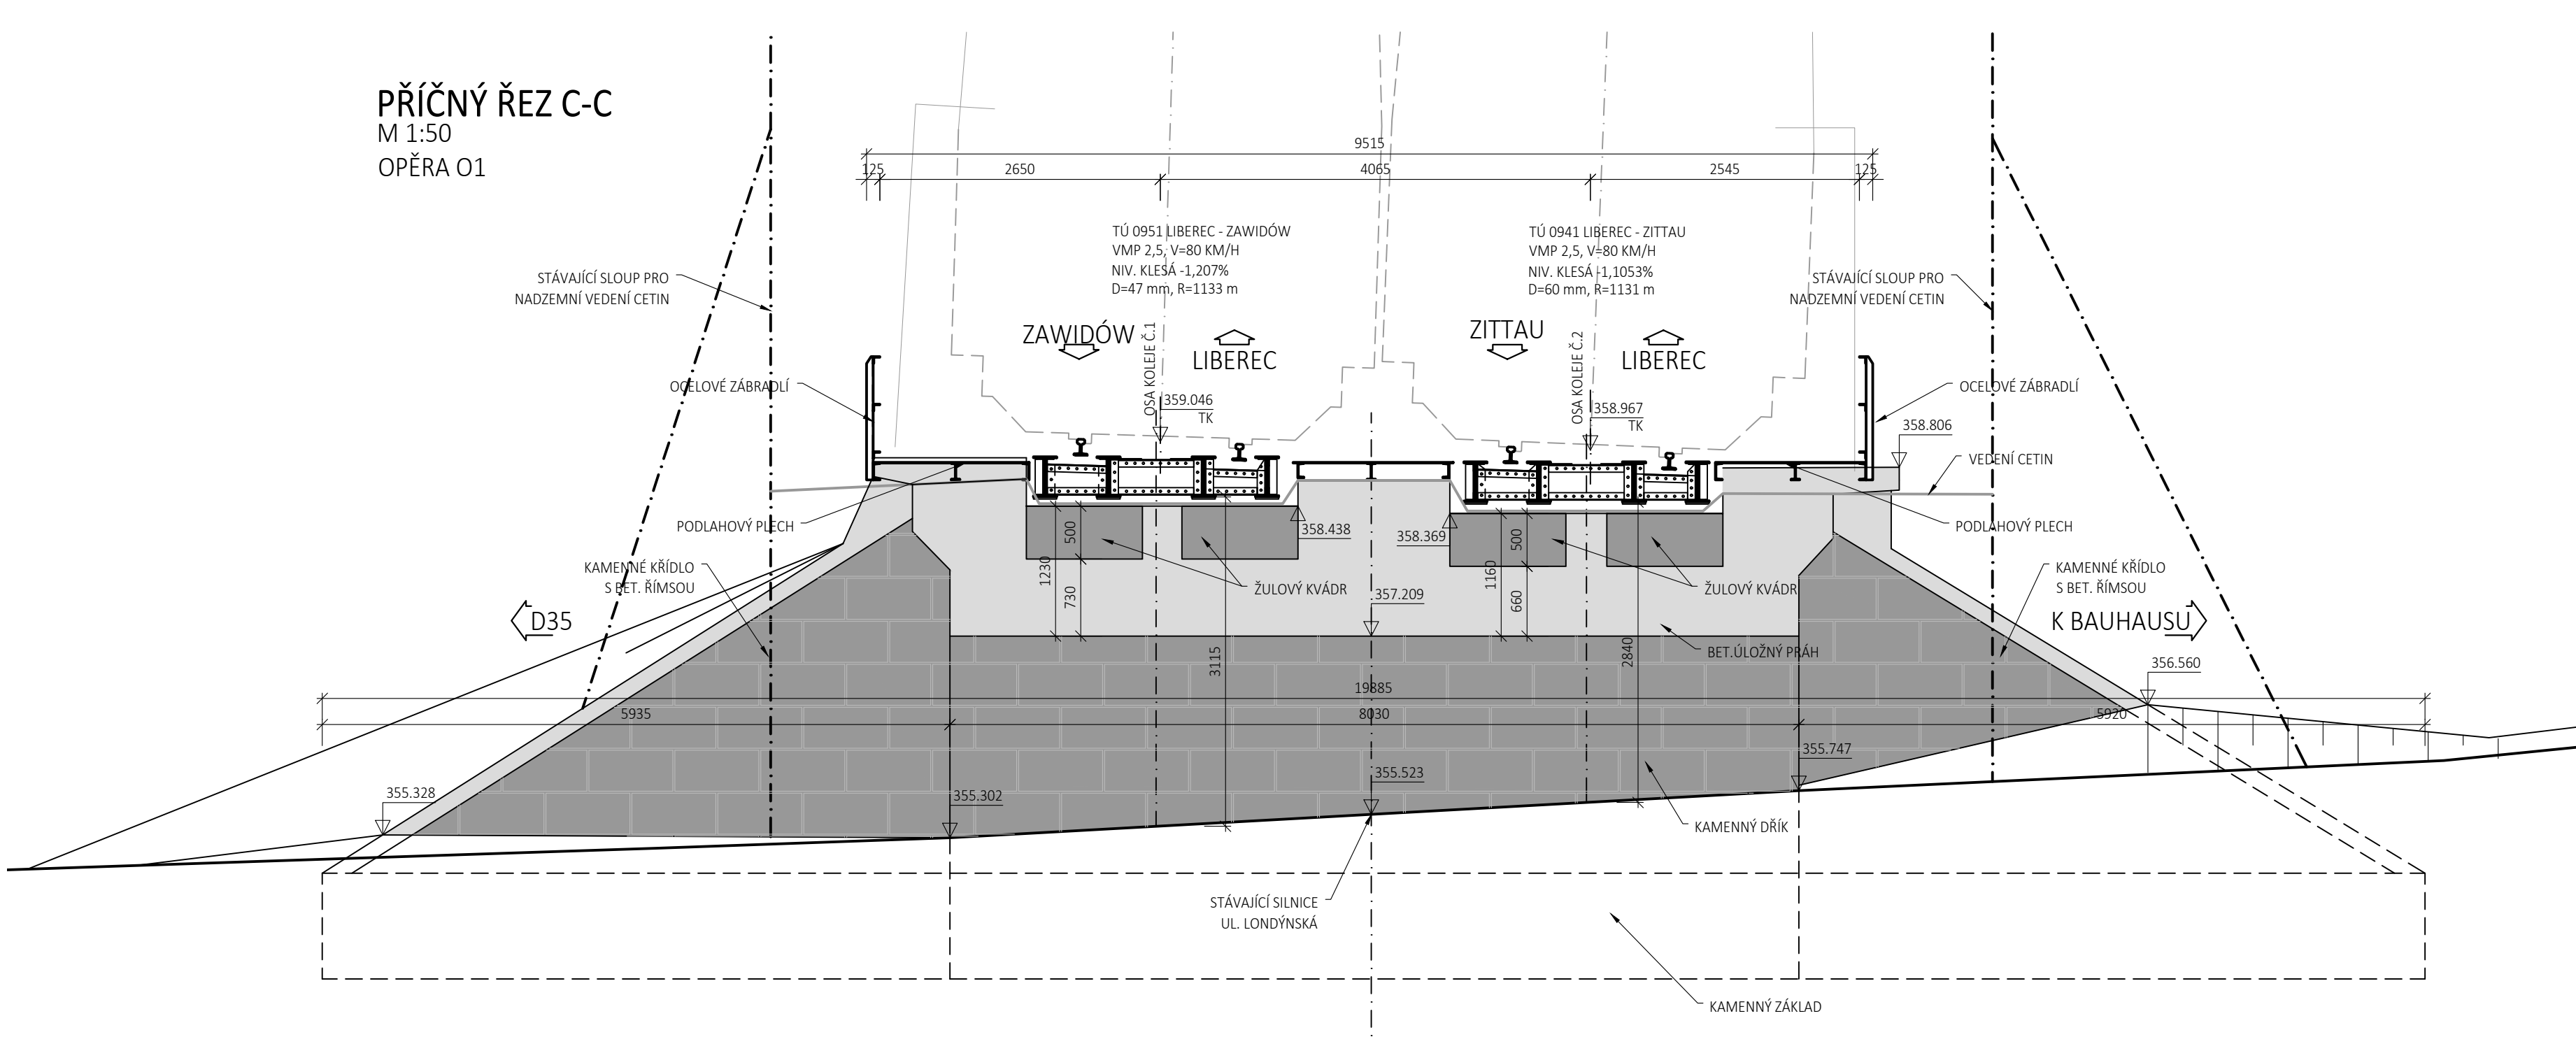 PŘÍČNÝ ŘEZ C-C
M 1:50
OPĚRA O1
9515
125
2650
4065
2545
125
TÚ 0951 LIBEREC - ZAWIDÓW
VMP 2,5, V=80 KM/H
NIV. KLESÁ -1,207%
D=47 mm, R=1133 m
TÚ 0941 LIBEREC - ZITTAU
VMP 2,5, V=80 KM/H
NIV. KLESÁ -1,1053%
D=60 mm, R=1131 m
STÁVAJÍCÍ SLOUP PRO
NADZEMNÍ VEDENÍ CETIN
STÁVAJÍCÍ SLOUP PRO
NADZEMNÍ VEDENÍ CETIN
ZAWIDÓW
LIBEREC
OSA KOLEJE Č.1
ZITTAU
LIBEREC
OSA KOLEJE Č.2
OCELOVÉ ZÁBRADLÍ
OCELOVÉ ZÁBRADLÍ
359.046
TK
358.967
TK
358.806
VEDENÍ CETIN
PODLAHOVÝ PLECH
PODLAHOVÝ PLECH
500
1230
730
358.438
358.369
500
1160
660
KAMENNÉ KŘÍDLO
S BET. ŘÍMSOU
KAMENNÉ KŘÍDLO
S BET. ŘÍMSOU
ŽULOVÝ KVÁDR
ŽULOVÝ KVÁDR
357.209
D35
K BAUHAUSU
BET.ÚLOŽNÝ PRÁH
3115
2840
356.560
19885
5935
8030
5920
355.747
355.523
355.328
355.302
KAMENNÝ DŘÍK
STÁVAJÍCÍ SILNICE
UL. LONDÝNSKÁ
KAMENNÝ ZÁKLAD